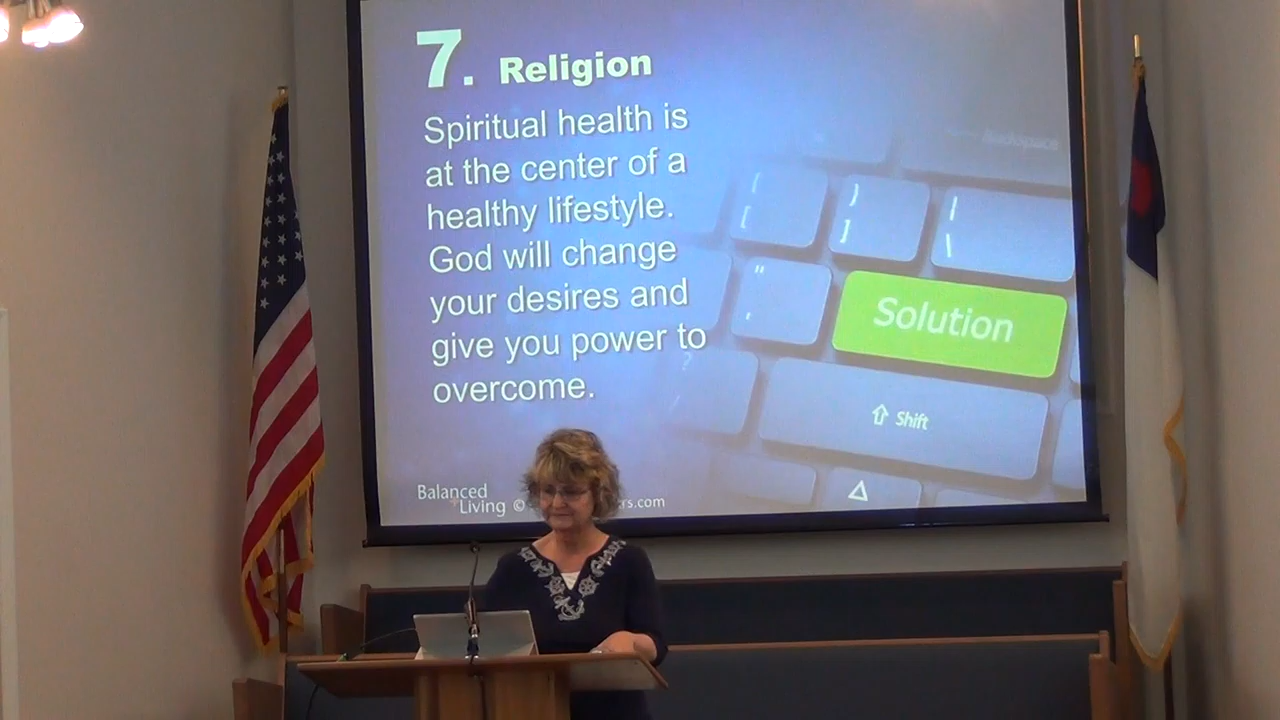 7. Religion
Spiritual health is
at the center of a
healthy lifestyle.
God will change
your desires and
give you power to
overcome.
Backspace
{
[
}
]
|
\
"
'
Solution
?
/
Shift
Balanced
Living ©